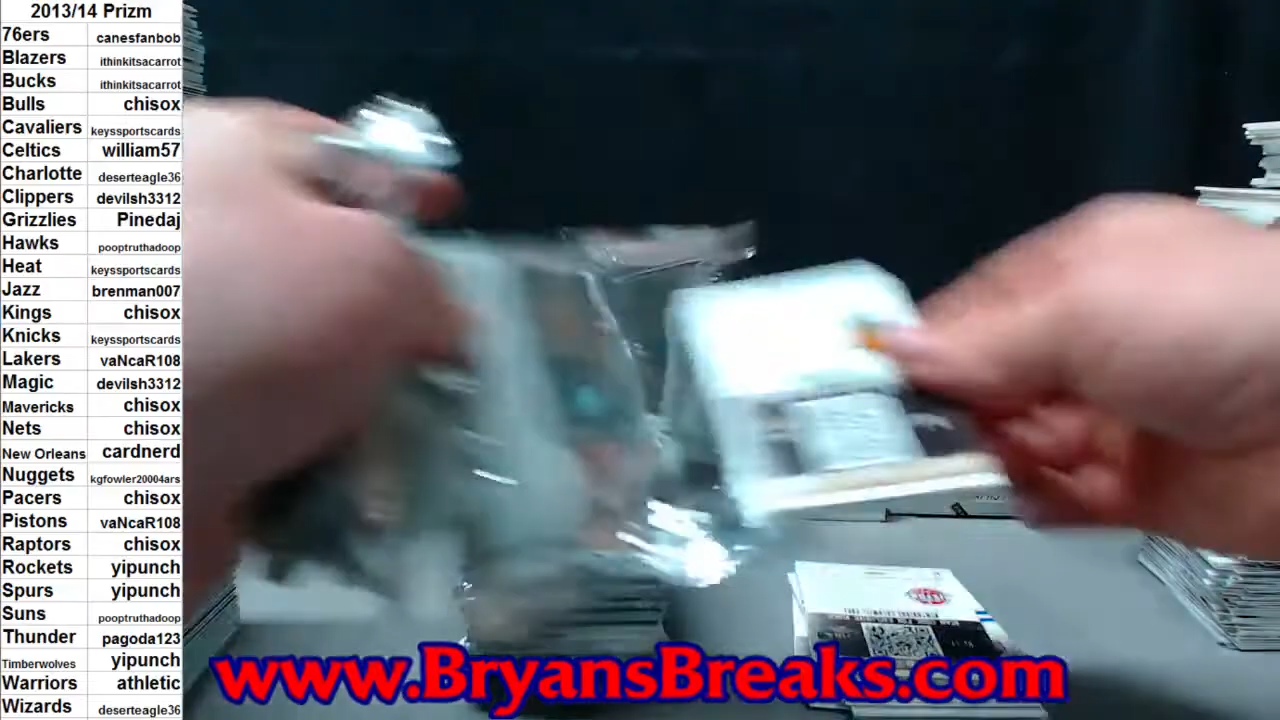 2013/14 Prizm
76ers canesfanbob
Blazers ithinkitsacarrot
Bucks ithinkitsacarrot
Bulls chisox
Cavaliers keyssportscards
Celtics william57
Charlotte deserteagle36
Clippers devilsh3312
Grizzlies Pinedaj
Hawks pooptruthadoop
Heat keyssportscards
Jazz brenman007
Kings chisox
Knicks keyssportscards
Lakers vaNcaR108
Magic devilsh3312
Mavericks chisox
Nets chisox
New Orleans cardnerd
Nuggets kgfowler20004ars
Pacers chisox
Pistons vaNcaR108
Raptors chisox
Rockets yipunch
Spurs yipunch
Suns pooptruthadoop
Thunder pagoda123
Timberwolves yipunch
Warriors athletic
Wizards deserteagle36
www.BryansBreaks.com